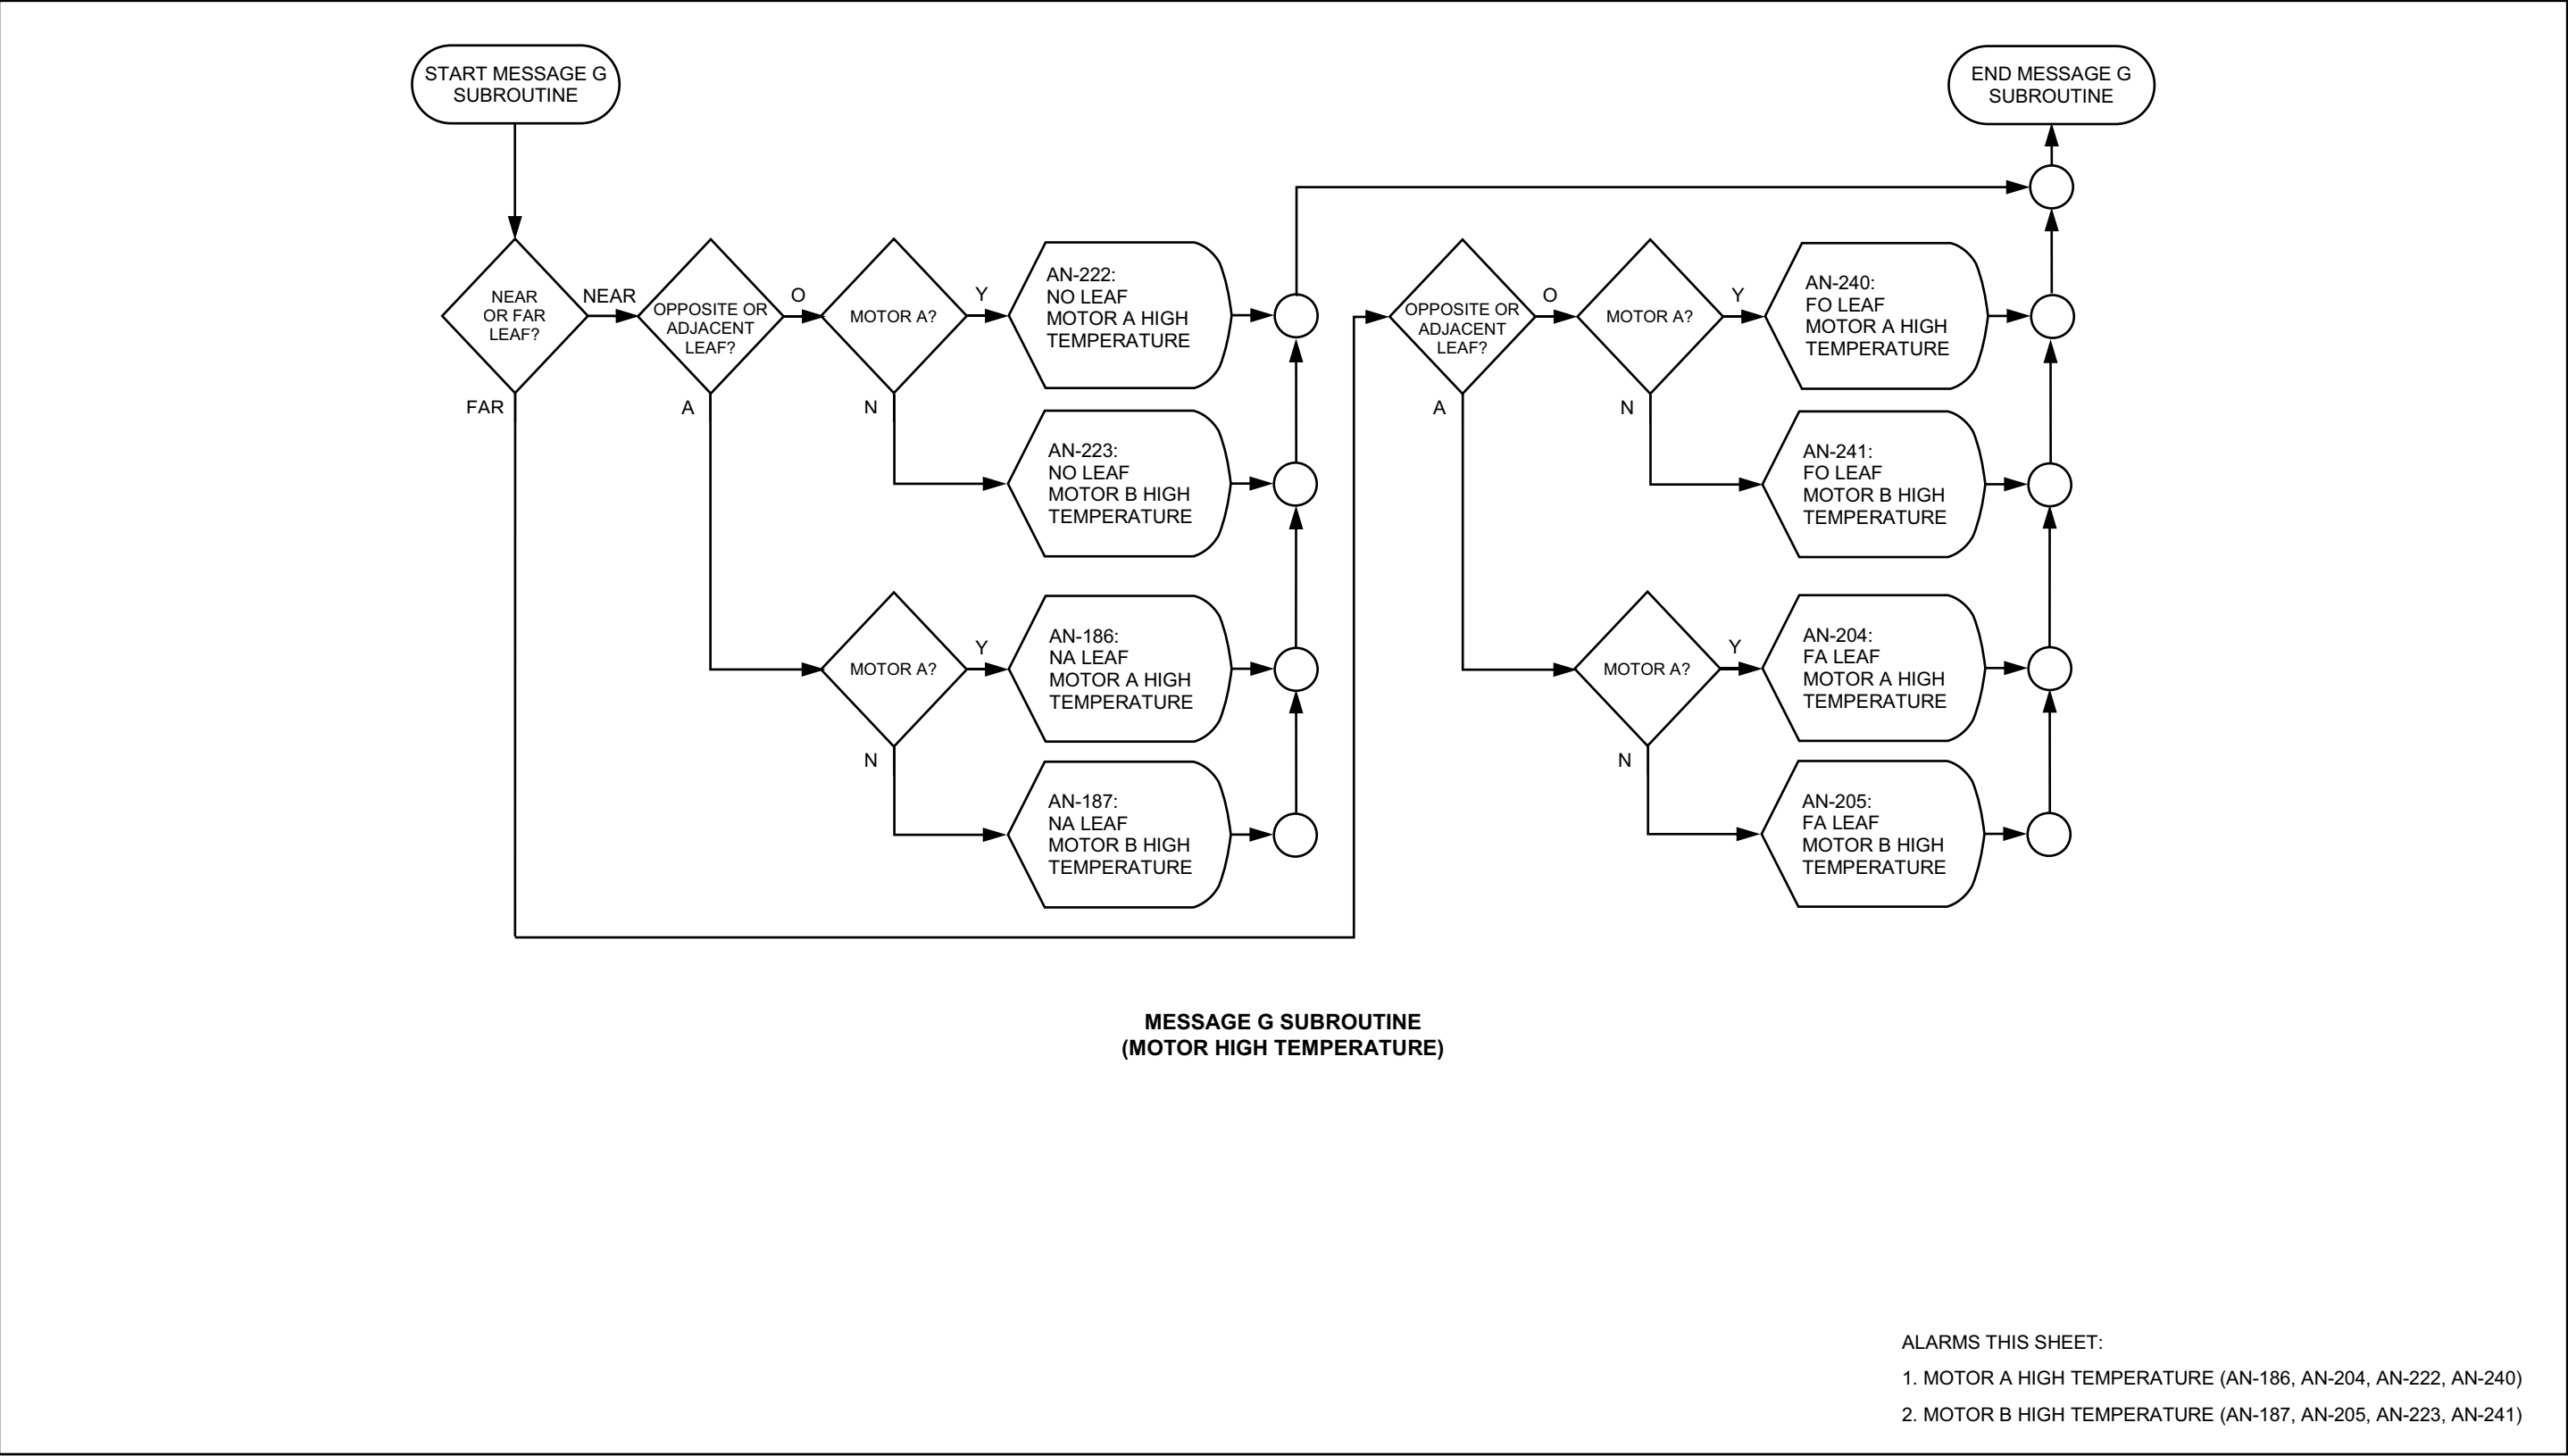 START MESSAGE G
SUBROUTINE
END MESSAGE G
SUBROUTINE
NEAR
OR FAR
LEAF?
NEAR
FAR
OPPOSITE OR
ADJACENT
LEAF?
O
A
MOTOR A?
Y
N
AN-222:
NO LEAF
MOTOR A HIGH
TEMPERATURE
AN-223:
NO LEAF
MOTOR B HIGH
TEMPERATURE
MOTOR A?
Y
N
AN-186:
NA LEAF
MOTOR A HIGH
TEMPERATURE
AN-187:
NA LEAF
MOTOR B HIGH
TEMPERATURE
OPPOSITE OR
ADJACENT
LEAF?
O
A
MOTOR A?
Y
N
AN-240:
FO LEAF
MOTOR A HIGH
TEMPERATURE
AN-241:
FO LEAF
MOTOR B HIGH
TEMPERATURE
MOTOR A?
Y
N
AN-204:
FA LEAF
MOTOR A HIGH
TEMPERATURE
AN-205:
FA LEAF
MOTOR B HIGH
TEMPERATURE
MESSAGE G SUBROUTINE
(MOTOR HIGH TEMPERATURE)
ALARMS THIS SHEET:
1. MOTOR A HIGH TEMPERATURE (AN-186, AN-204, AN-222, AN-240)
2. MOTOR B HIGH TEMPERATURE (AN-187, AN-205, AN-223, AN-241)